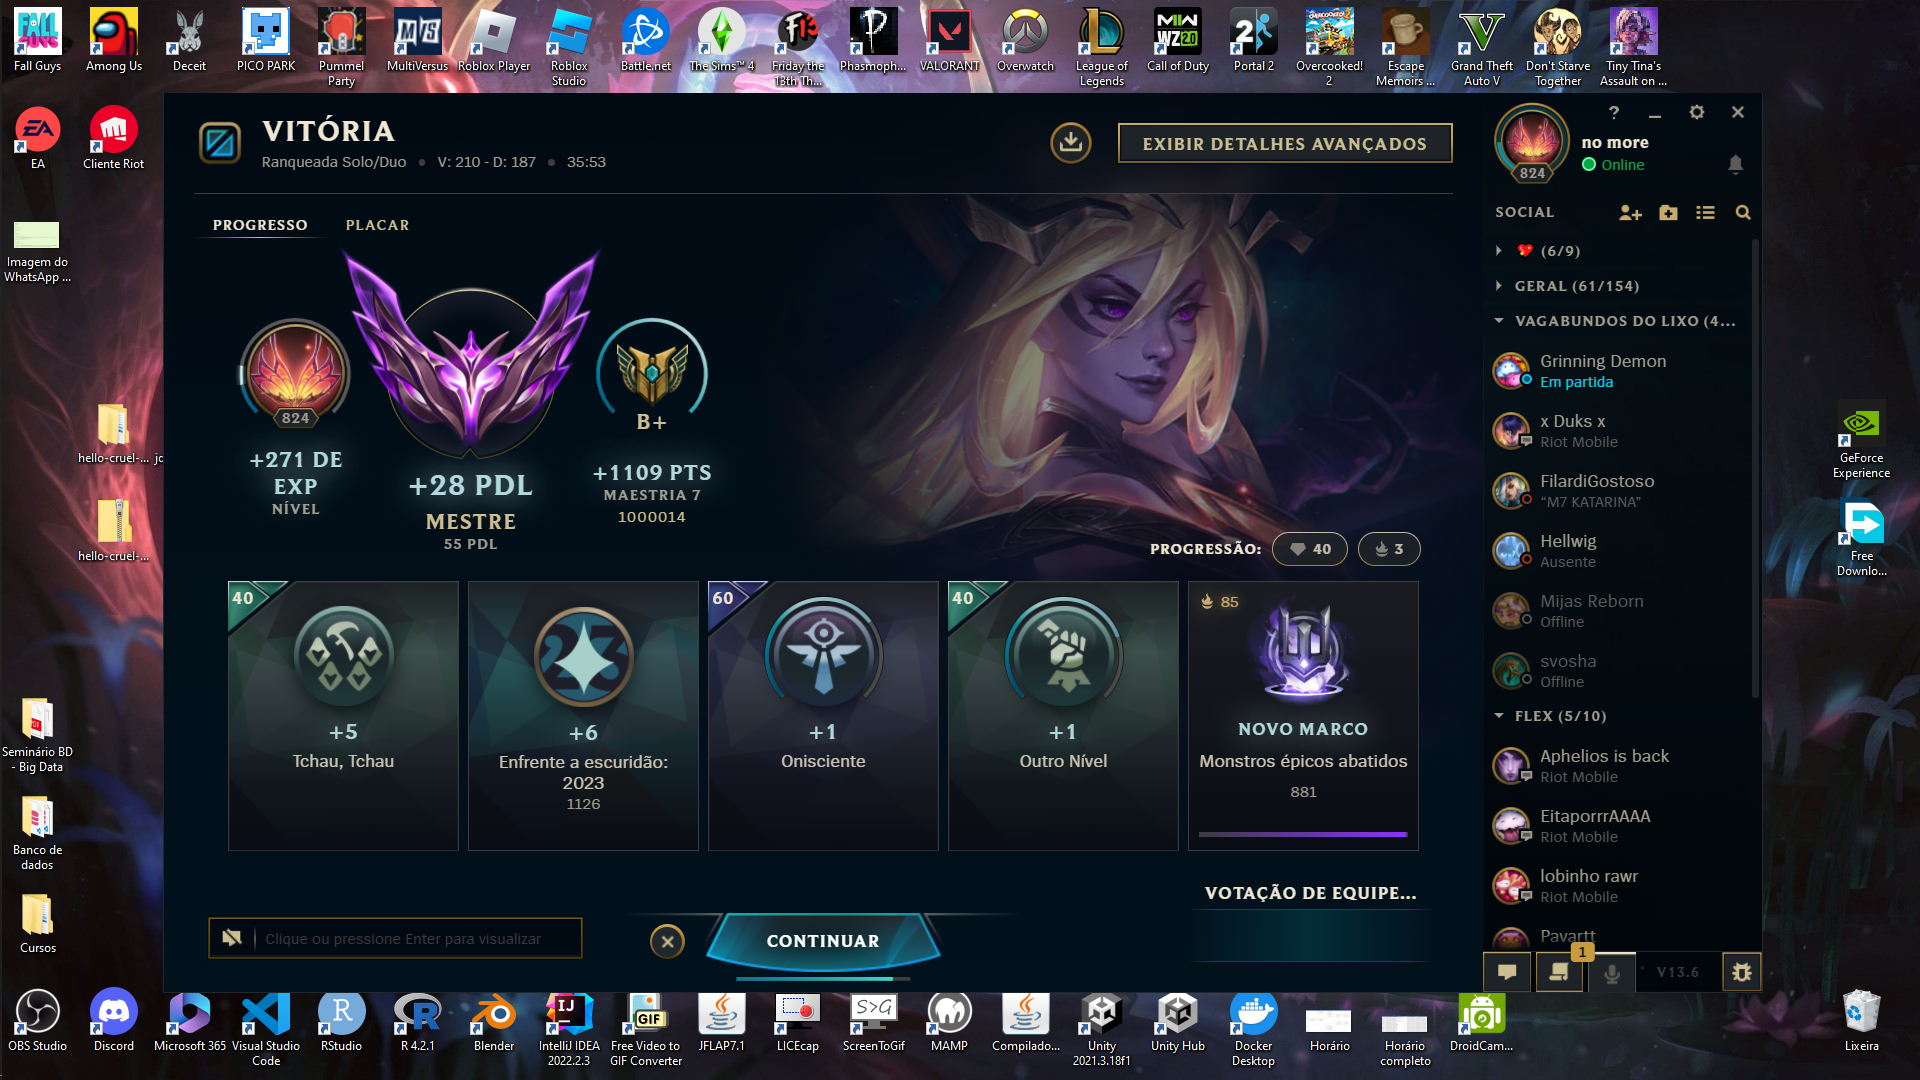 Fall Guys
Among Us
Deceit
PICO PARK
Pummel Party
MultiVersus
Roblox Player
Roblox Studio
Battle.net
The Sims™ 4
Friday the 13th Th...
Phasmoph...
VALORANT
Overwatch
League of Legends
Call of Duty
Portal 2
Overcooked! 2
Escape Memoirs ...
Grand Theft Auto V
Don't Starve Together
Tiny Tina's Assault on ...
EA
Cliente Riot
Imagem do WhatsApp ...
hello-cruel-...
hello-cruel-...
Seminário BD - Big Data
Banco de dados
Cursos
VITÓRIA
Ranqueada Solo/Duo • V: 210 - D: 187 • 35:53
EXIBIR DETALHES AVANÇADOS
PROGRESSO
PLACAR
824
+271 DE EXP
NÍVEL
+28 PDL
MESTRE
55 PDL
B+
+1109 PTS
MAESTRIA 7
1000014
PROGRESSÃO:
40
3
40
+5
Tchau, Tchau
+6
Enfrente a escuridão: 2023
1126
60
+1
Onisciente
40
+1
Outro Nível
85
NOVO MARCO
Monstros épicos abatidos
881
VOTAÇÃO DE EQUIPE...
Clique ou pressione Enter para visualizar
CONTINUAR
824
no more
Online
SOCIAL
(6/9)
GERAL (61/154)
VAGABUNDOS DO LIXO (4...
Grinning Demon
Em partida
x Duks x
Riot Mobile
FilardiGostoso
“M7 KATARINA”
Hellwig
Ausente
Mijas Reborn
Offline
svosha
Offline
FLEX (5/10)
Aphelios is back
Riot Mobile
EitaporrrAAAA
Riot Mobile
lobinho rawr
Riot Mobile
Pavartt
1
V13.6
GeForce Experience
Free Downlo...
OBS Studio
Discord
Microsoft 365
Visual Studio Code
RStudio
R 4.2.1
Blender
IntelliJ IDEA 2022.2.3
Free Video to GIF Converter
JFLAP7.1
LICEcap
ScreenToGif
MAMP
Compilado...
Unity 2021.3.18f1
Unity Hub
Docker Desktop
Horário
Horário completo
DroidCam...
Lixeira